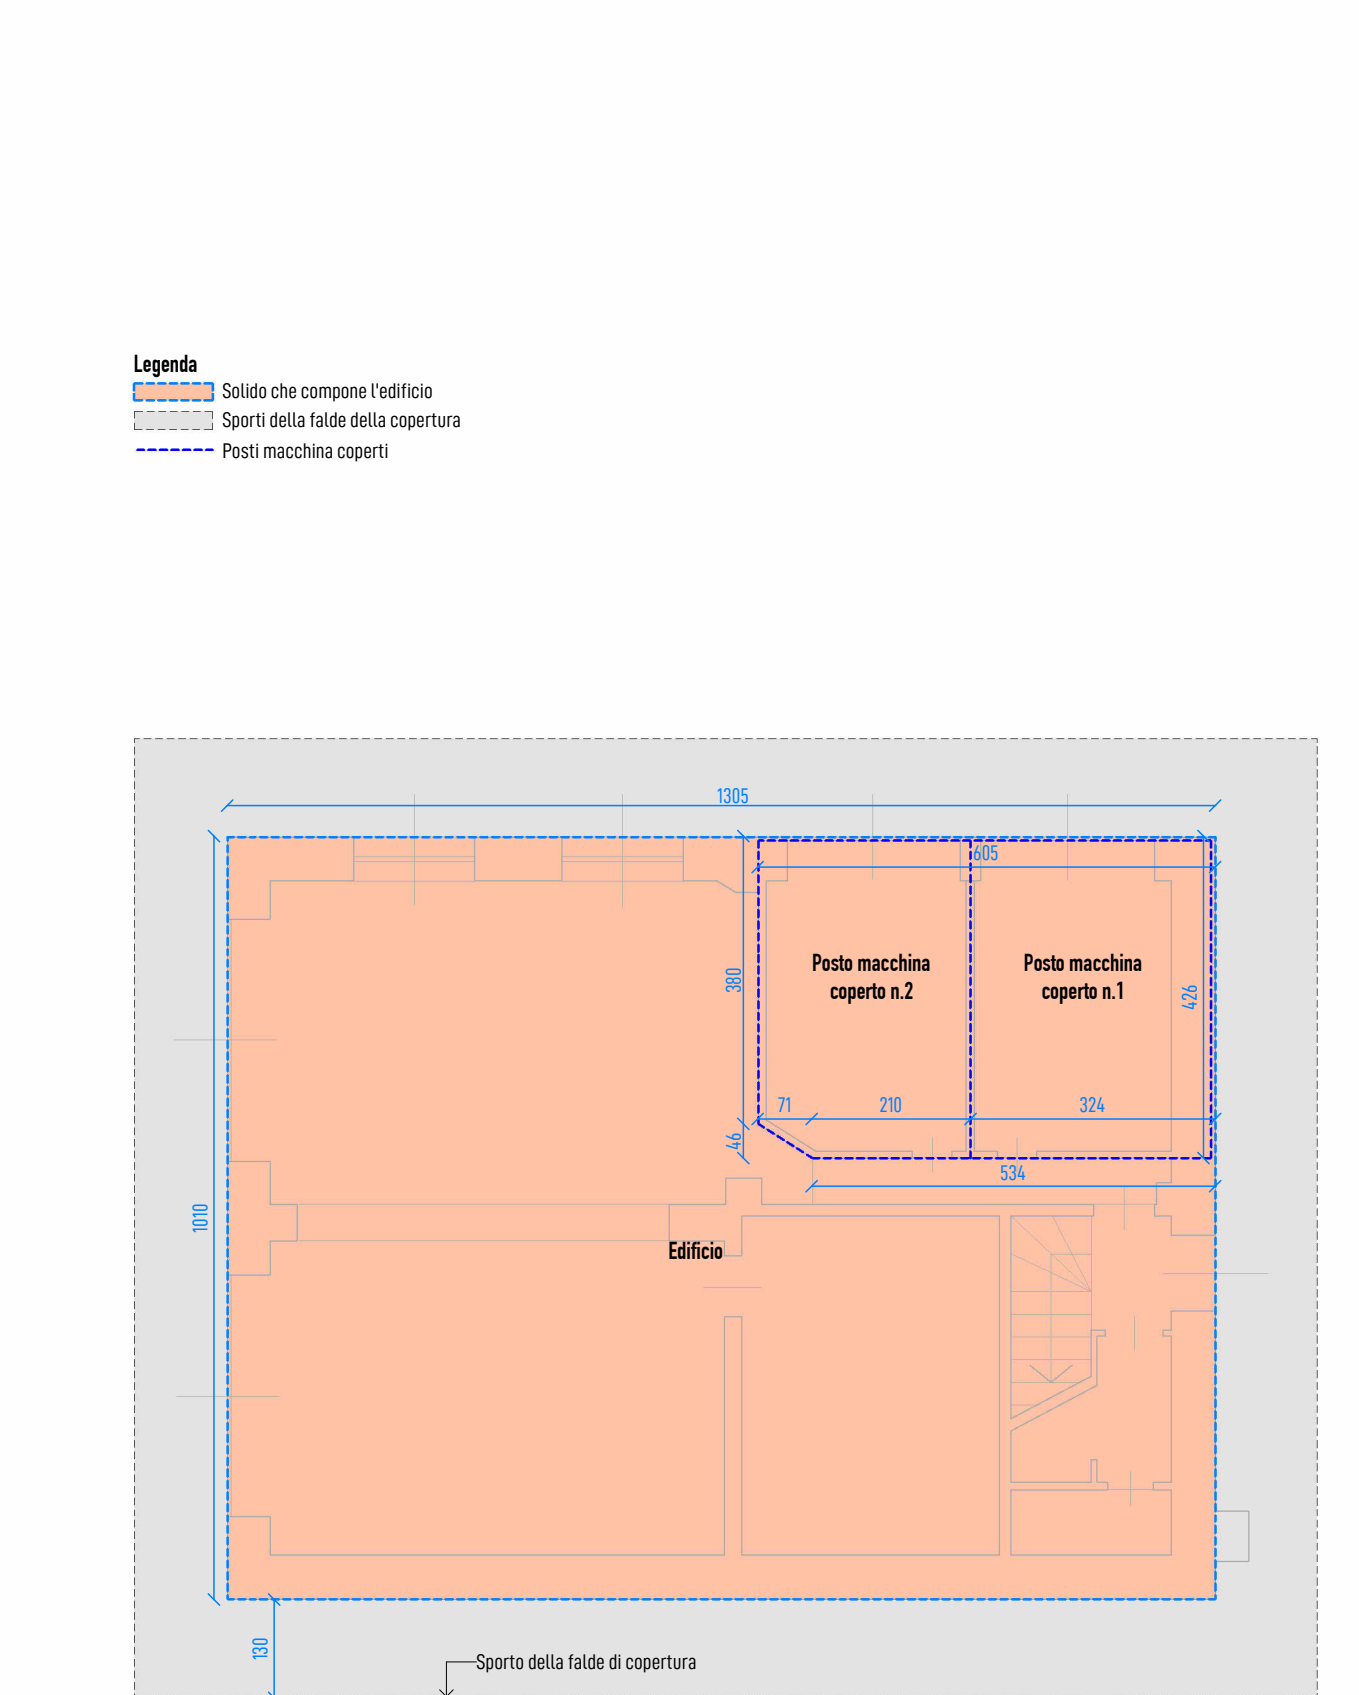 Legenda
Solido che compone l'edificio
Sporti della falde della copertura
Posti macchina coperti
1305
605
Posto macchina
coperto n.2
Posto macchina
coperto n.1
380
426
71
210
324
46
534
1010
Edificio
130
Sporto della falde di copertura